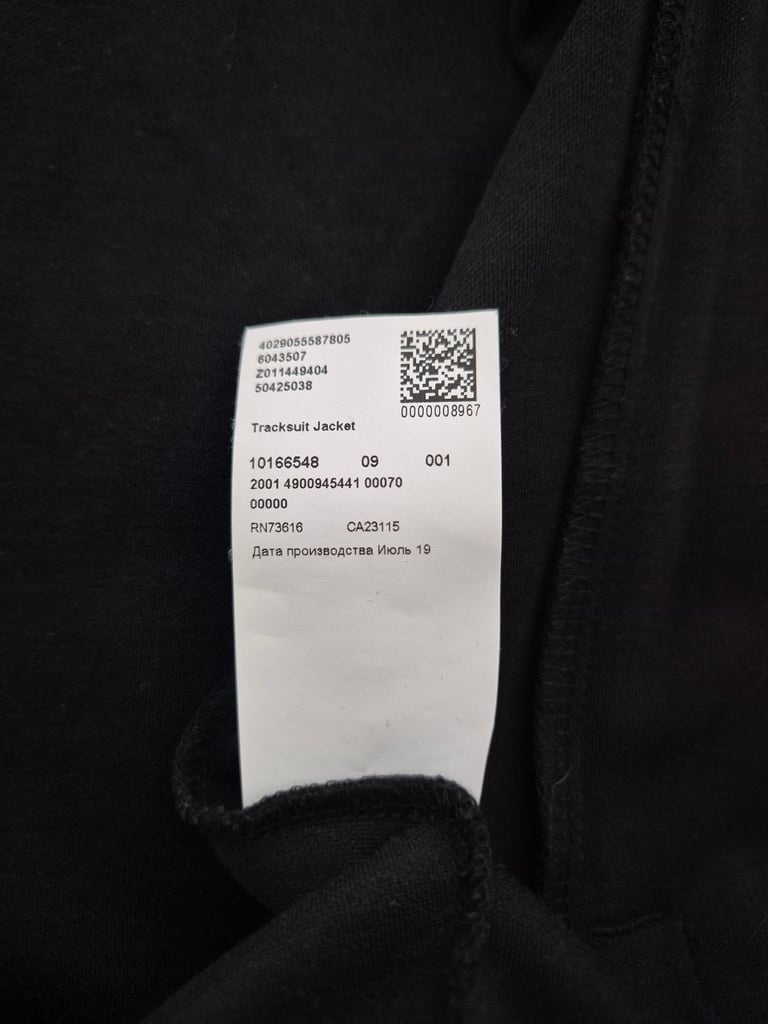 4029055587805
6043507
Z011449404
50425038
0000008967
Tracksuit Jacket
10166548 09 001
2001 4900945441 00070
00000
RN73616 CA23115
Дата производства Июль 19